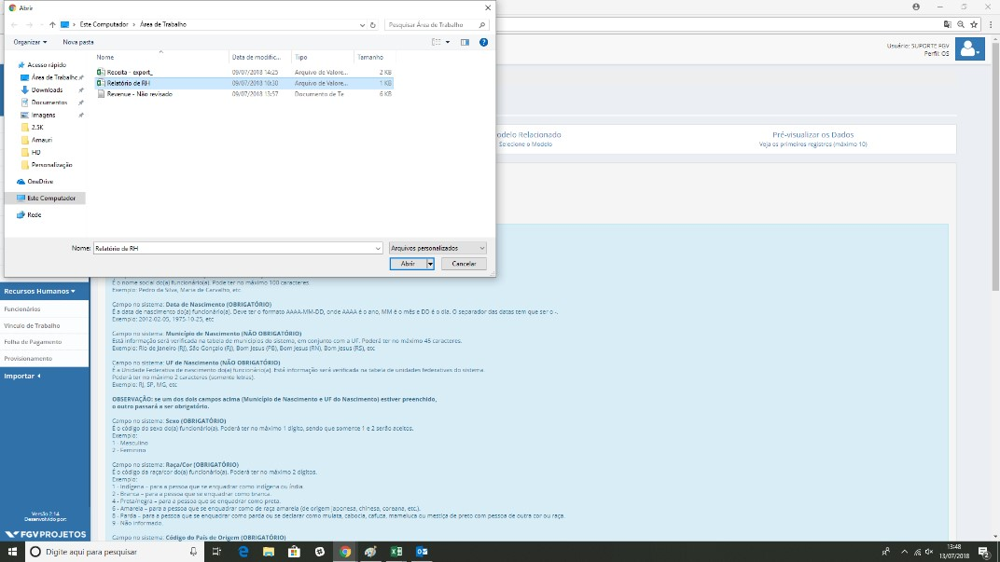 Abrir
Este Computador
Área de Trabalho
Pesquisar Área de Trabalho
Organizar
Nova pasta
Nome
Data de modific...
Tipo
Tamanho
Receita - export_
09/07/2018 14:25
Arquivo de Valore...
2 KB
Relatório de RH
09/07/2018 10:30
Arquivo de Valore...
1 KB
Revenue - Não revisado
09/07/2018 13:57
Documento de Te
6 KB
Acesso rápido
Área de Trabalho
Downloads
Documentos
Imagens
2.5K
Amauri
HD
Personalização
OneDrive
Este Computador
Rede
Nome: Relatório de RH
Arquivos personalizados
Abrir
Cancelar
Usuário: SUPORTE FGV
Perfil: OS
odelo Relacionado
Selecione o Modelo
Pré-visualizar os Dados
Veja os primeiros registros (máximo 10)
Recursos Humanos
Funcionários
Vínculo de Trabalho
Folha de Pagamento
Provisionamento
Importar
É o nome social do(a) funcionário(a). Pode ter no máximo 100 caracteres.
Exemplo: Pedro da Silva, Maria de Carvalho, etc
Campo no sistema: Data de Nascimento (OBRIGATÓRIO)
É a data de nascimento do(a) funcionário(a). Deve ter o formato AAAA-MM-DD, onde AAAA é o ano, MM é o mês e DD é o dia. O separador das datas tem que ser o -.
Exemplo: 2012-02-05, 1975-10-25, etc
Campo no sistema: Município de Nascimento (NÃO OBRIGATÓRIO)
Está informação será verificada na tabela de municípios do sistema, em conjunto com a UF. Poderá ter no máximo 45 caracteres.
Exemplo: Rio de Janeiro (RJ), São Gonçalo (RJ), Bom Jesus (PB), Bom Jesus (RN), Bom Jesus (RS), etc
Campo no sistema: UF de Nascimento (NÃO OBRIGATÓRIO)
É a Unidade Federativa de nascimento do(a) funcionário(a). Está informação será verificada na tabela de unidades federativas do sistema.
Poderá ter no máximo 2 caracteres (somente letras).
Exemplo: RJ, SP, MG, etc
OBSERVAÇÃO: se um dos dois campos acima (Município de Nascimento e UF do Nascimento) estiver preenchido,
o outro passará a ser obrigatório.
Campo no sistema: Sexo (OBRIGATÓRIO)
É o código do sexo do(a) funcionário(a). Poderá ter no máximo 1 dígito, sendo que somente 1 e 2 serão aceitos.
Exemplo:
1 - Masculino
2 - Feminino
Campo no sistema: Raça/Cor (OBRIGATÓRIO)
É o código da raça/cor do(a) funcionário(a). Poderá ter no máximo 2 dígitos.
Exemplo:
1 - Indígena – para a pessoa que se enquadrar como indígena ou índia.
2 - Branca – para a pessoa que se enquadrar como branca.
4 - Preta/negra – para a pessoa que se enquadrar como preta.
6 - Amarela – para a pessoa que se enquadrar como de raça amarela (de origem japonesa, chinesa, coreana, etc.).
8 - Parda – para a pessoa que se enquadrar como parda ou se declarar como mulata, cabocla, cafuza, mameluca ou mestiça de preto com pessoa de outra cor ou raça.
9 - Não informado.
Campo no sistema: Código do País de Origem (OBRIGATÓRIO)
Versão 2.14
Desenvolvido por:
FGV PROJETOS
Digite aqui para pesquisar
13:48
13/07/2018